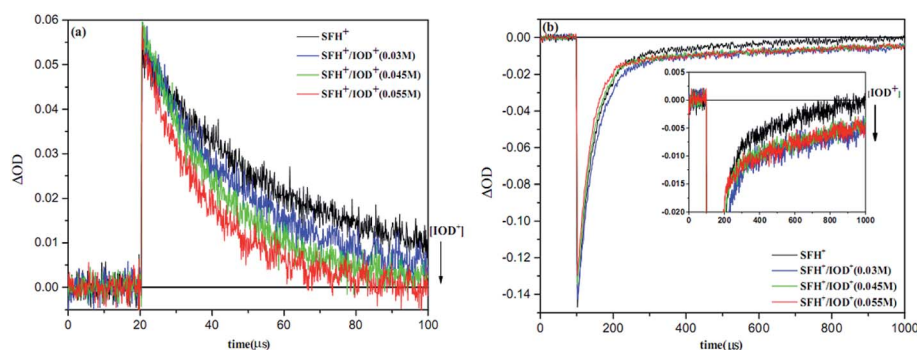 (a)
SFH⁺
SFH⁺/IOD⁺(0.03M)
SFH⁺/IOD⁺(0.045M)
SFH⁺/IOD⁺(0.055M)
0.06
0.05
0.04
0.03
0.02
0.01
0.00
ΔOD
[IOD⁺]
0 20 40 60 80 100
time(μs)
(b)
0.00
-0.02
-0.04
-0.06
-0.08
-0.10
-0.12
-0.14
ΔOD
0.005
0.000
-0.005
-0.010
-0.015
-0.020
[IOD⁺]
0 200 400 600 800 1000
SFH⁺
SFH⁺/IOD⁺(0.03M)
SFH⁺/IOD⁺(0.045M)
SFH⁺/IOD⁺(0.055M)
0 200 400 600 800 1000
time(μs)